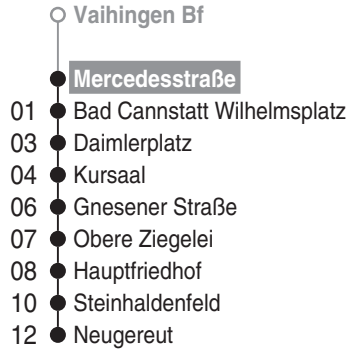 Vaihingen Bf
Mercedesstraße
01 Bad Cannstatt Wilhelmsplatz
03 Daimlerplatz
04 Kursaal
06 Gnesener Straße
07 Obere Ziegelei
08 Hauptfriedhof
10 Steinhaldenfeld
12 Neugereut